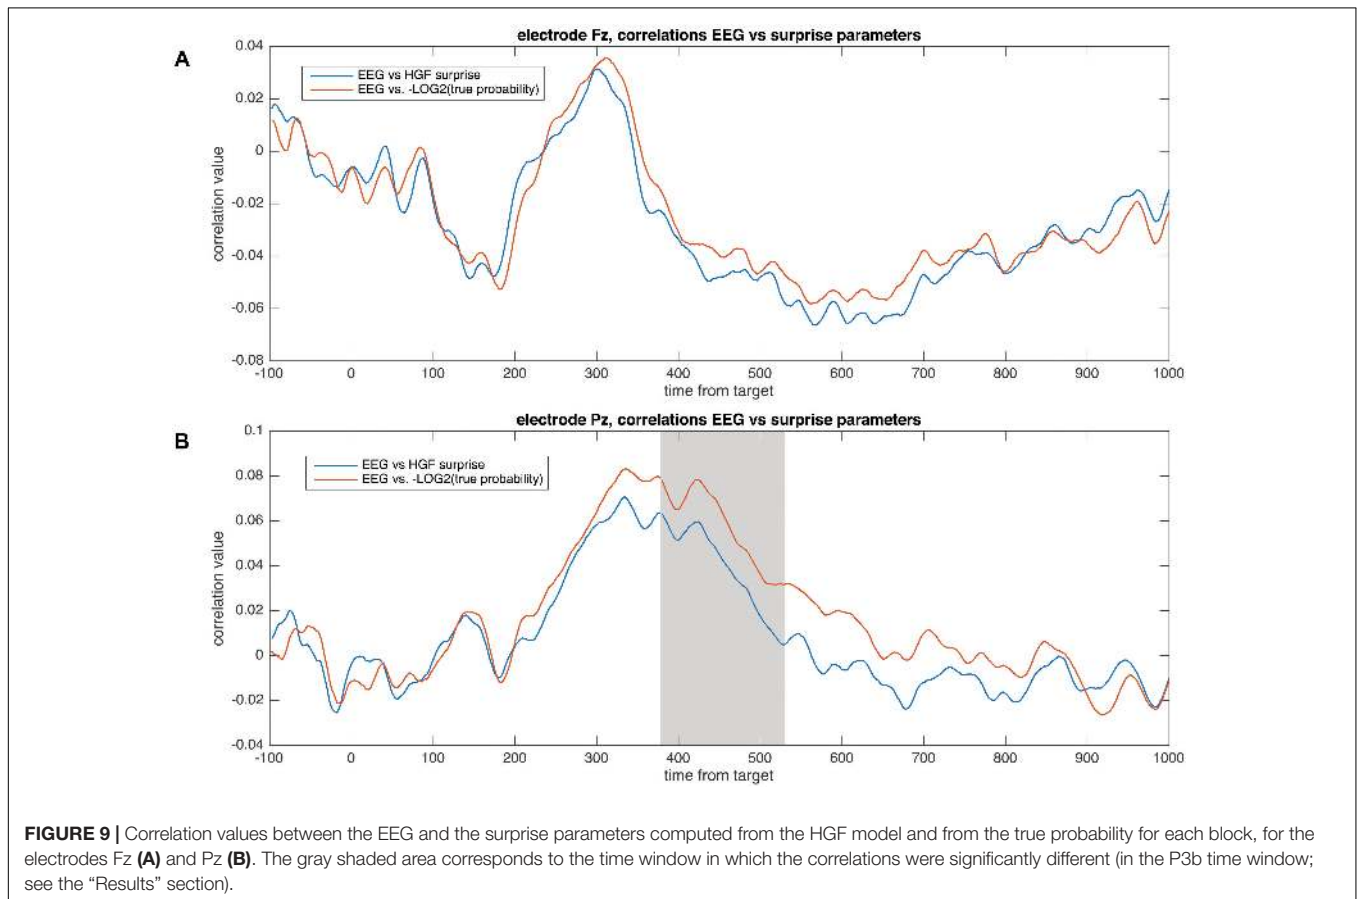 electrode Fz, correlations EEG vs surprise parameters
A
0.04
0.02
0
-0.02
-0.04
-0.06
-0.08
correlation value
EEG vs HGF surprise
EEG vs. -LOG2(true probability)
-100 0 100 200 300 400 500 600 700 800 900 1000
time from target
electrode Pz, correlations EEG vs surprise parameters
B
0.1
0.08
0.06
0.04
0.02
0
-0.02
-0.04
correlation value
EEG vs HGF surprise
EEG vs. -LOG2(true probability)
-100 0 100 200 300 400 500 600 700 800 900 1000
time from target
FIGURE 9 | Correlation values between the EEG and the surprise parameters computed from the HGF model and from the true probability for each block, for the
electrodes Fz (A) and Pz (B). The gray shaded area corresponds to the time window in which the correlations were significantly different (in the P3b time window;
see the “Results” section).